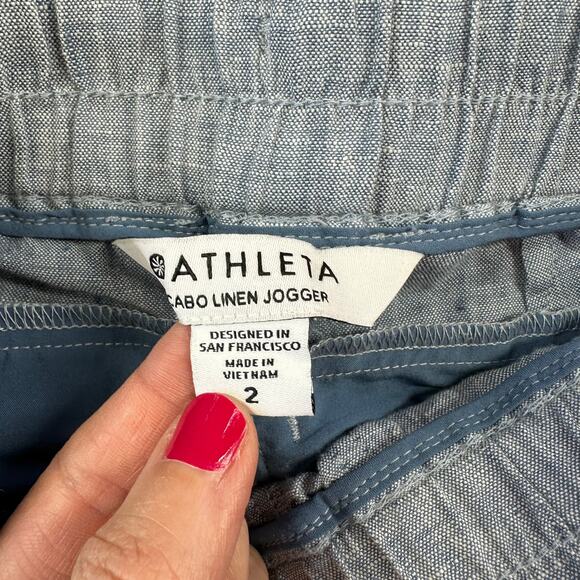 ATHLETA
CABO LINEN JOGGER
DESIGNED IN
SAN FRANCISCO
MADE IN
VIETNAM
2